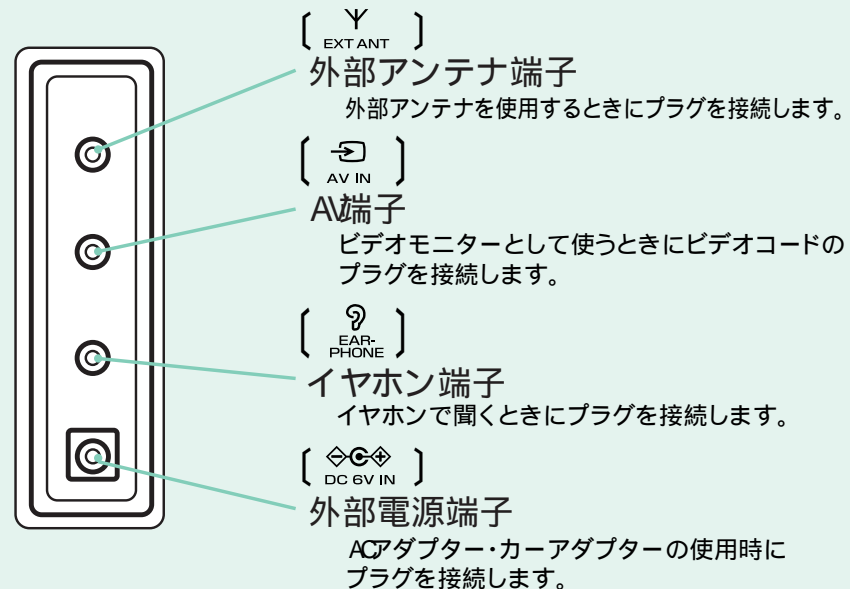 EXT ANT
外部アンテナ端子
外部アンテナを使用するときにプラグを接続します。
AV IN
AV端子
ビデオモニターとして使うときにビデオコードの
プラグを接続します。
EAR-
PHONE
イヤホン端子
イヤホンで聞くときにプラグを接続します。
DC 6V IN
外部電源端子
ACアダプター・カーアダプターの使用時に
プラグを接続します。